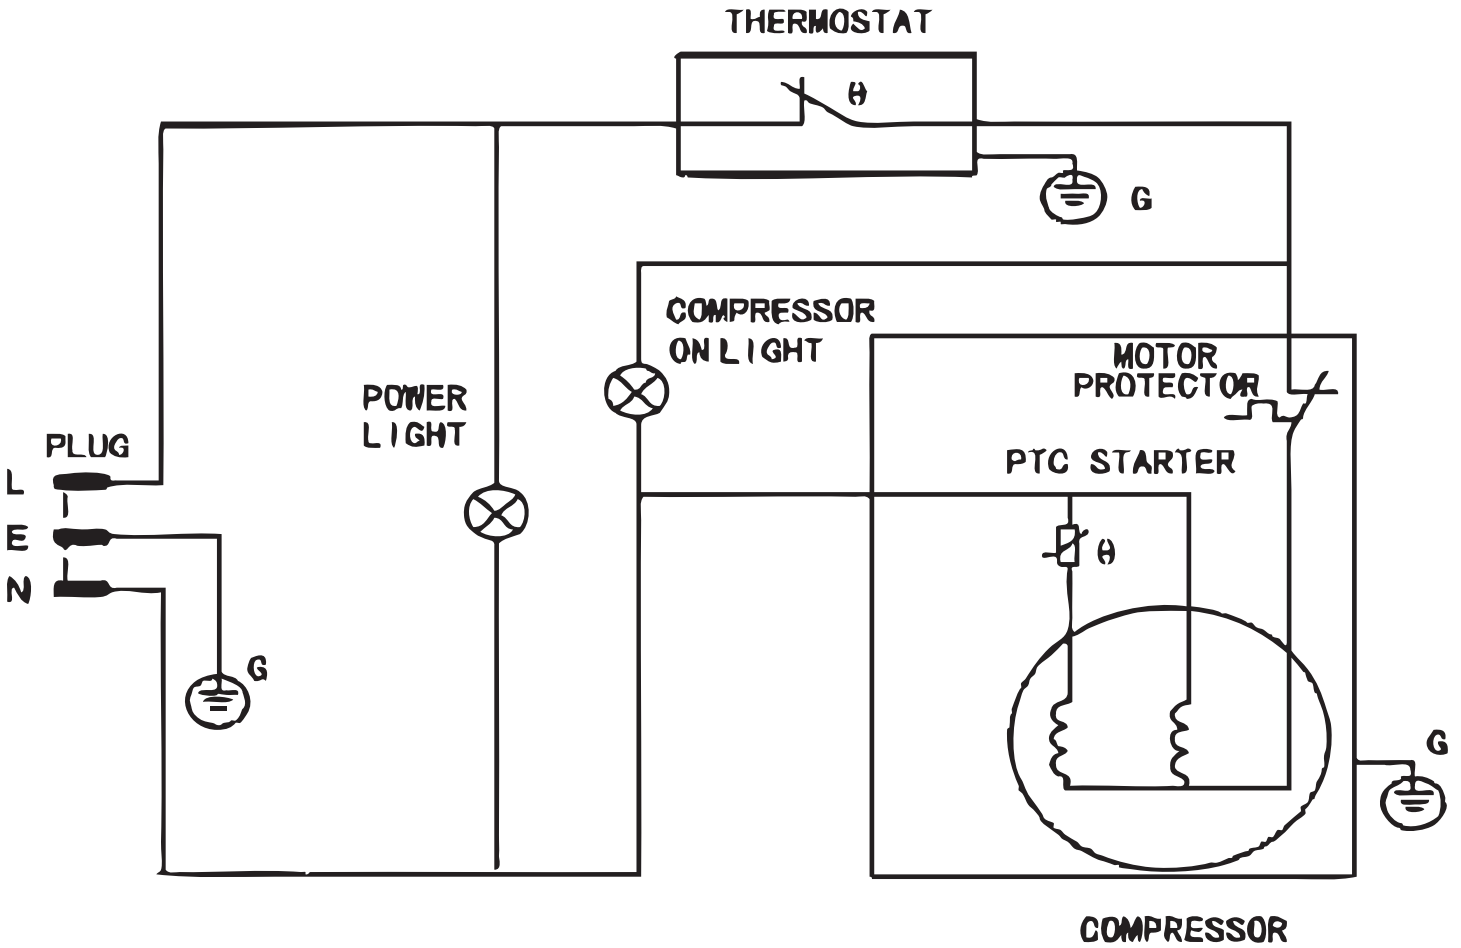 THERMOSTAT
θ
G
COMPRESSOR
ON LIGHT
MOTOR
PROTECTOR
POWER
LIGHT
PLUG
PTC STARTER
L
E
θ
N
G
G
COMPRESSOR